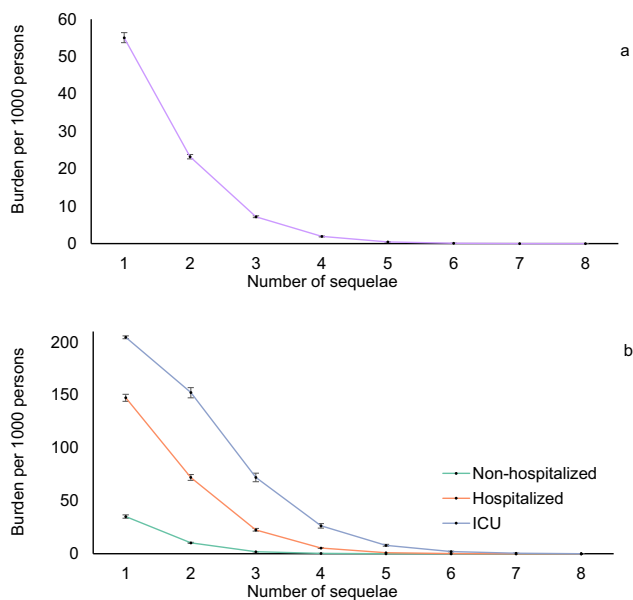 60
50
40
30
20
10
0
Burden per 1000 persons
a
1 2 3 4 5 6 7 8
Number of sequelae
200
150
100
50
0
Burden per 1000 persons
b
Non-hospitalized
Hospitalized
ICU
1 2 3 4 5 6 7 8
Number of sequelae